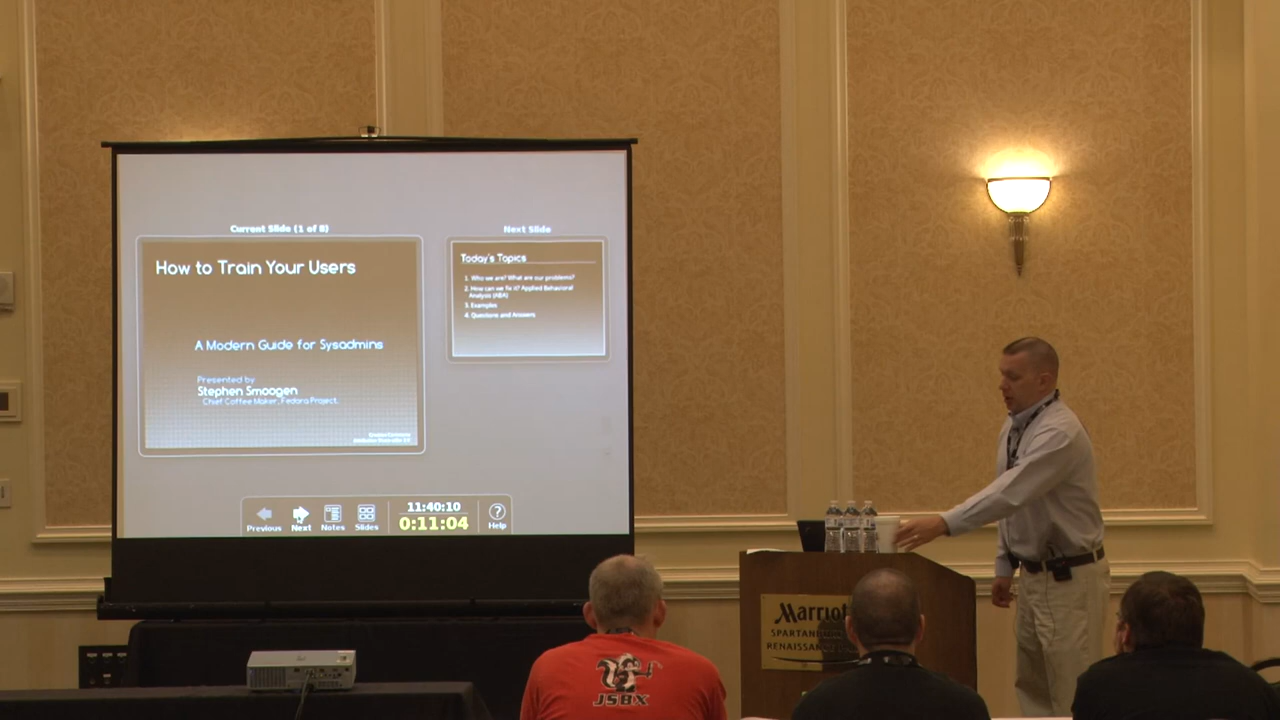 Current Slide (1 of 8)
How to Train Your Users
A Modern Guide for Sysadmins
Presented by
Stephen Smoogen
Chief Coffee Maker, Fedora Project,
Next Slide
Today's Topics
1. Who we are? What are our problems?
2. How can we fix it? Applied Behavioral
Analysis (ABA)
3. Examples
4. Questions and Answers
Previous
Next
Notes
Slides
11:40:10
0:11:04
Help
JSBX
Marriot
SPARTAN
RENAISSANCE